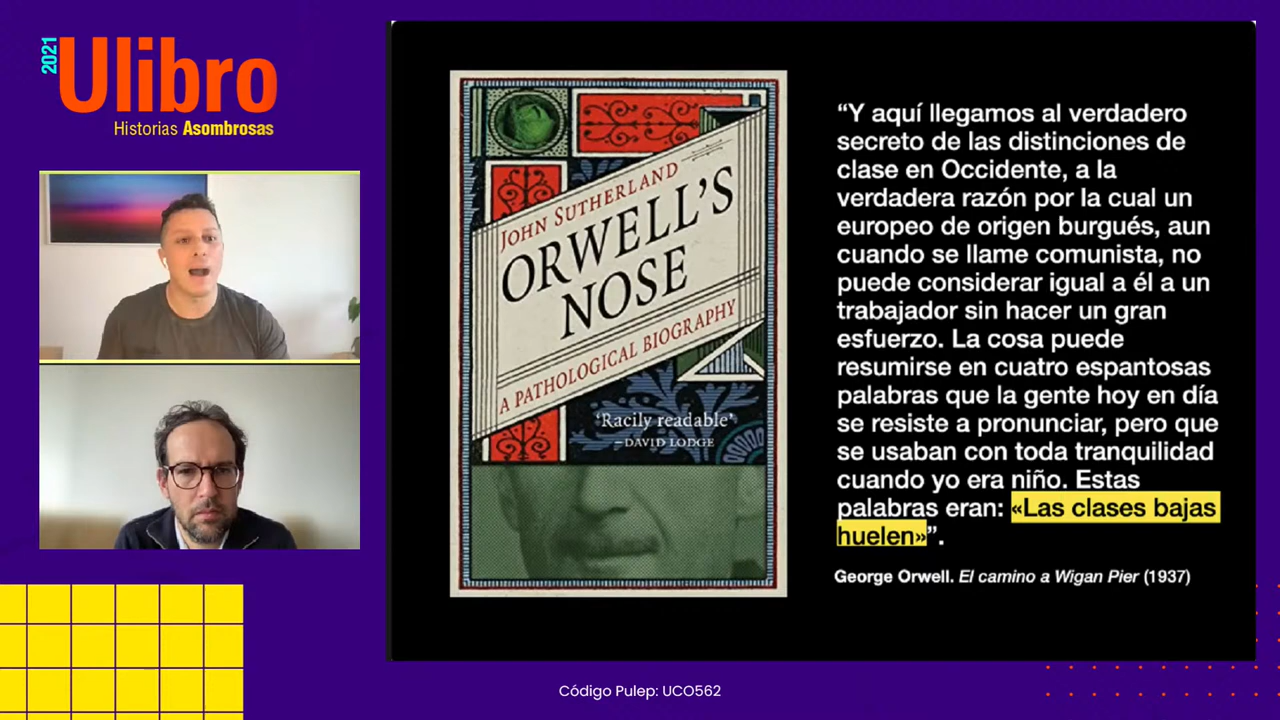 2021
Ulibro
Historias Asombrosas
JOHN SUTHERLAND
ORWELL'S
NOSE
A PATHOLOGICAL BIOGRAPHY
'Racily readable'
–DAVID LODGE
“Y aquí llegamos al verdadero
secreto de las distinciones de
clase en Occidente, a la
verdadera razón por la cual un
europeo de origen burgués, aun
cuando se llame comunista, no
puede considerar igual a él a un
trabajador sin hacer un gran
esfuerzo. La cosa puede
resumirse en cuatro espantosas
palabras que la gente hoy en día
se resiste a pronunciar, pero que
se usaban con toda tranquilidad
cuando yo era niño. Estas
palabras eran: «Las clases bajas
huelen»”.
George Orwell. El camino a Wigan Pier (1937)
Código Pulep: UCO562